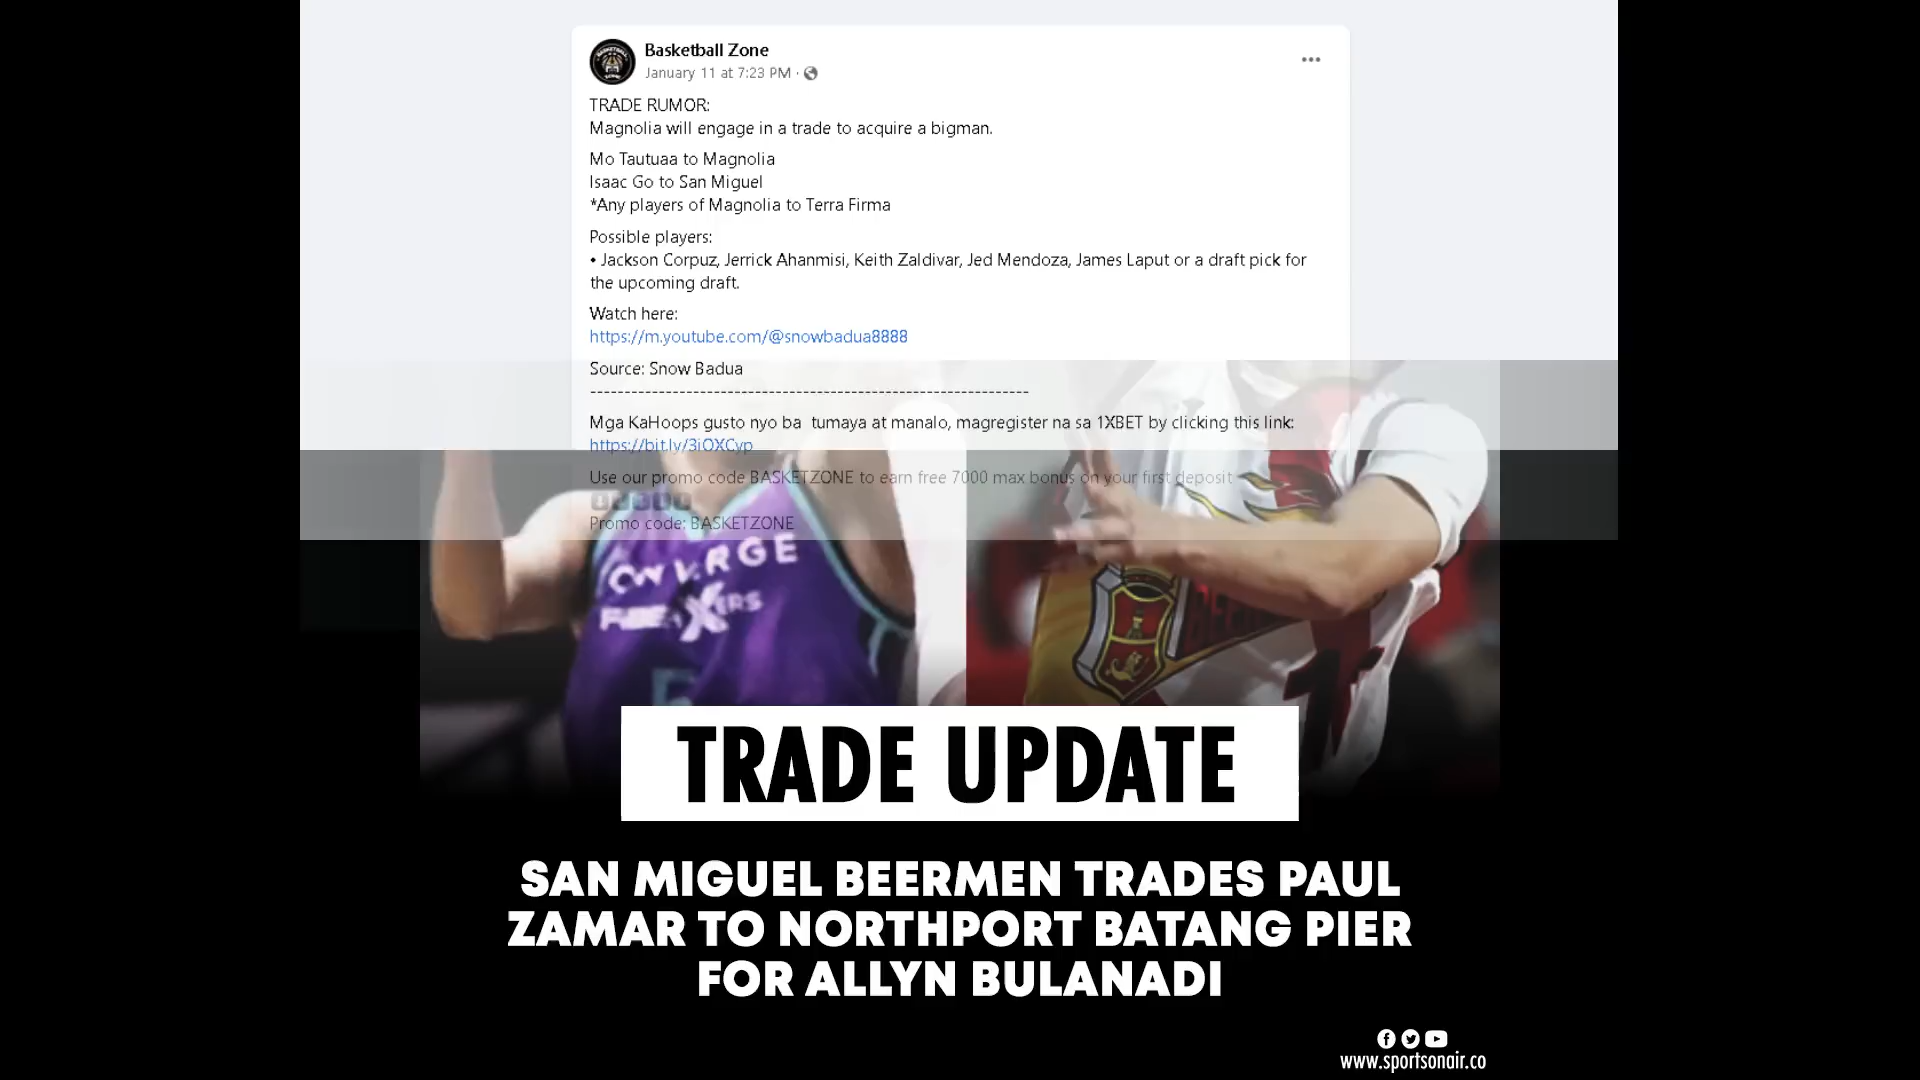 Basketball Zone
January 11 at 7:23 PM ·
TRADE RUMOR:
Magnolia will engage in a trade to acquire a bigman.
Mo Tautuaa to Magnolia
Isaac Go to San Miguel
*Any players of Magnolia to Terra Firma
Possible players:
• Jackson Corpuz, Jerrick Ahanmisi, Keith Zaldivar, Jed Mendoza, James Laput or a draft pick for
the upcoming draft.
Watch here:
https://m.youtube.com/@snowbadua8888
Source: Snow Badua
----------------------------------------------------------------
Mga KaHoops gusto nyo ba tumaya at manalo, magregister na sa 1XBET by clicking this link:
https://bit.ly/3iOXCyp
Use our promo code BASKETZONE to earn free 7000 max bonus on your first deposit
Promo code: BASKETZONE
TRADE UPDATE
SAN MIGUEL BEERMEN TRADES PAUL
ZAMAR TO NORTHPORT BATANG PIER
FOR ALLYN BULANADI
www.sportsonair.co